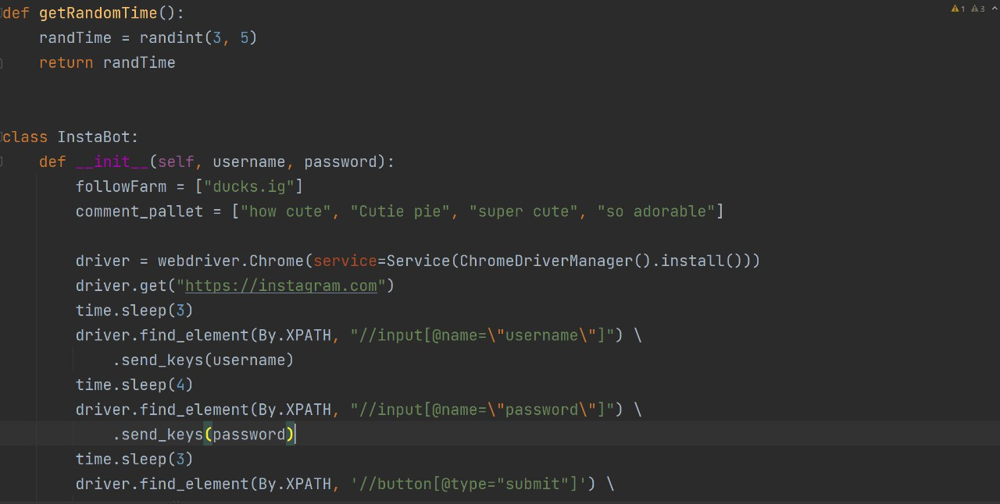 def getRandomTime():
    randTime = randint(3, 5)
    return randTime
class InstaBot:
    def __init__(self, username, password):
        followFarm = ["ducks.ig"]
        comment_pallet = ["how cute", "Cutie pie", "super cute", "so adorable"]
        driver = webdriver.Chrome(service=Service(ChromeDriverManager().install()))
        driver.get("https://instagram.com")
        time.sleep(3)
        driver.find_element(By.XPATH, "//input[@name=\"username\"]") \
            .send_keys(username)
        time.sleep(4)
        driver.find_element(By.XPATH, "//input[@name=\"password\"]") \
            .send_keys(password)
        time.sleep(3)
        driver.find_element(By.XPATH, '//button[@type="submit"]') \
1 3